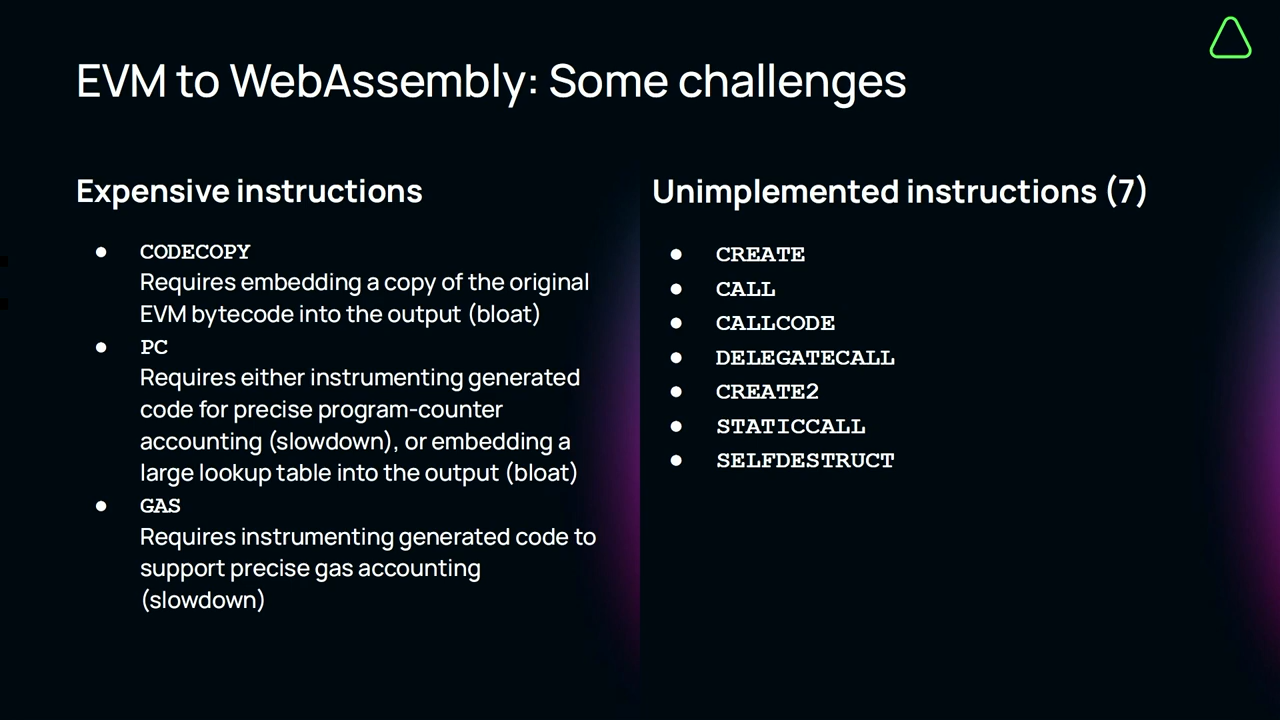 EVM to WebAssembly: Some challenges
Expensive instructions
● CODECOPY
Requires embedding a copy of the original
EVM bytecode into the output (bloat)
● PC
Requires either instrumenting generated
code for precise program-counter
accounting (slowdown), or embedding a
large lookup table into the output (bloat)
● GAS
Requires instrumenting generated code to
support precise gas accounting
(slowdown)
Unimplemented instructions (7)
● CREATE
● CALL
● CALLCODE
● DELEGATECALL
● CREATE2
● STATICCALL
● SELFDESTRUCT